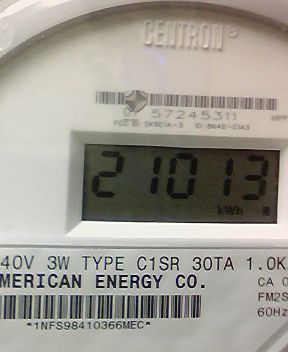 CENTRON®
57245311
21013
kWh
40V 3W TYPE C1SR 30TA 1.0K
MERICAN ENERGY CO.
CA 0
FM2S
60Hz
*1NFS98410366MEC*